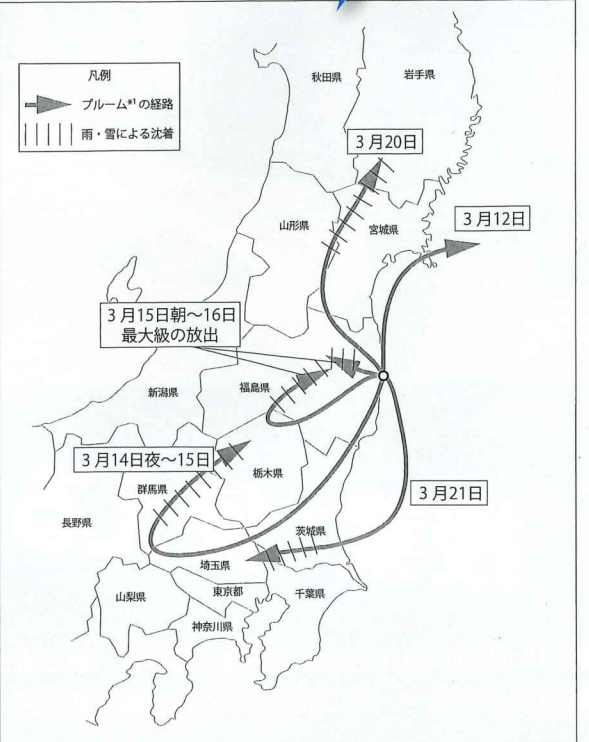 凡例
プルーム※1の経路
雨・雪による沈着
秋田県
岩手県
3月20日
山形県
宮城県
3月12日
3月15日朝～16日
最大級の放出
新潟県
福島県
3月14日夜～15日
栃木県
群馬県
3月21日
長野県
茨城県
埼玉県
東京都
山梨県
千葉県
神奈川県